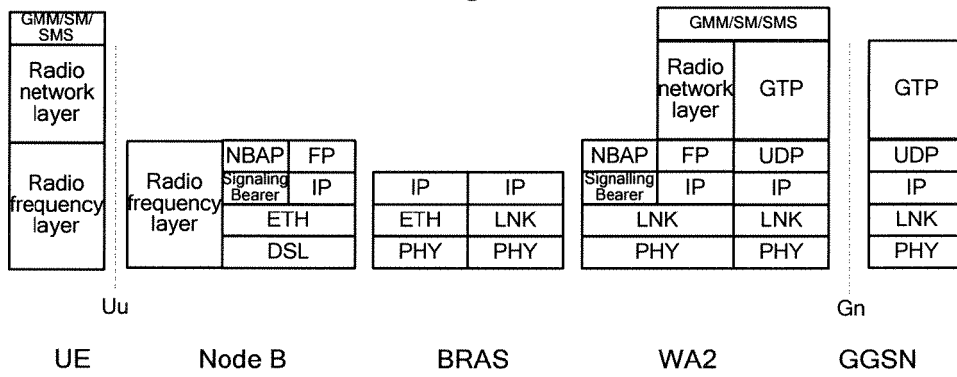 GMM/SM/
SMS
GMM/SM/SMS
Radio
network
layer
Radio
network
layer
GTP
GTP
NBAP
FP
NBAP
FP
UDP
UDP
Radio
frequency
layer
Radio
frequency
layer
Signaling
Bearer
IP
IP
IP
Signalling
Bearer
IP
IP
IP
ETH
ETH
LNK
LNK
LNK
LNK
DSL
PHY
PHY
PHY
PHY
PHY
Uu
Gn
UE
Node B
BRAS
WA2
GGSN